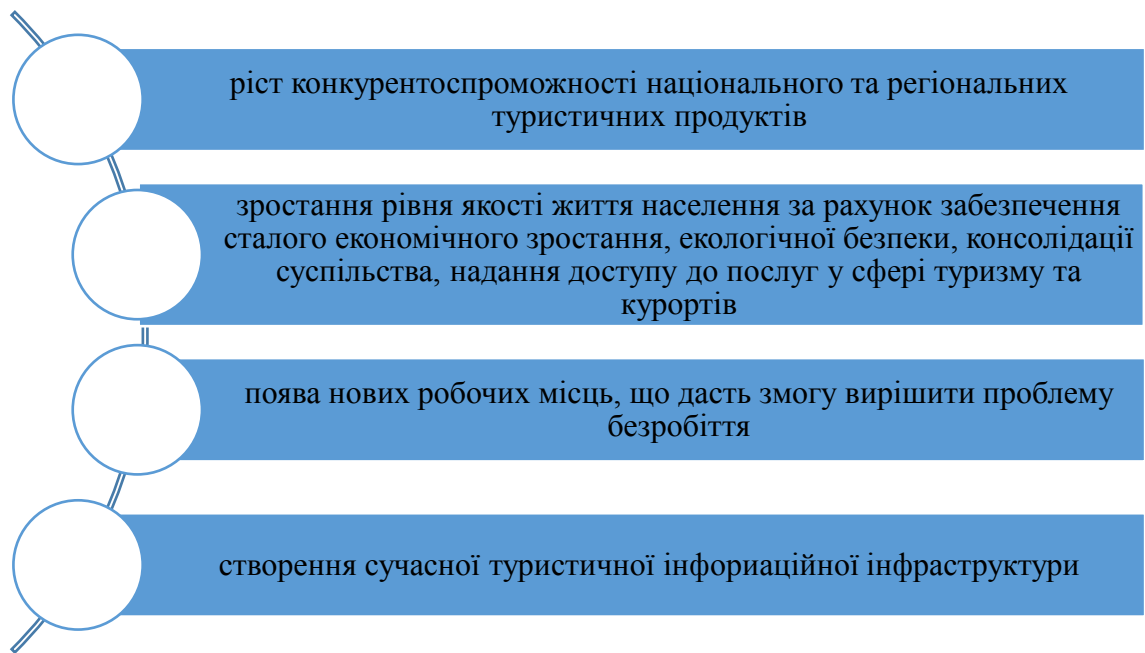 ріст конкурентоспроможності національного та регіональних
туристичних продуктів
зростання рівня якості життя населення за рахунок забезпечення
сталого економічного зростання, екологічної безпеки, консолідації
суспільства, надання доступу до послуг у сфері туризму та
курортів
поява нових робочих місць, що дасть змогу вирішити проблему
безробіття
створення сучасної туристичної інфориаційної інфраструктури